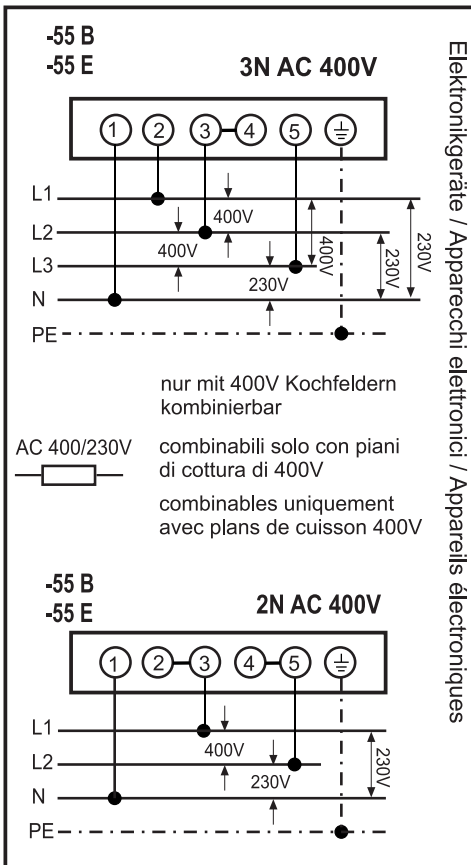 -55 B
-55 E
3N AC 400V
1 2 3 4 5
L1
400V
L2
400V
400V
230V
230V
L3
230V
N
PE
nur mit 400V Kochfeldern
kombinierbar
AC 400/230V
combinabili solo con piani
di cottura di 400V
combinables uniquement
avec plans de cuisson 400V
-55 B
-55 E
2N AC 400V
1 2 3 4 5
L1
400V
230V
L2
230V
N
PE
Elektronikgeräte / Apparecchi elettronici / Appareils électroniques